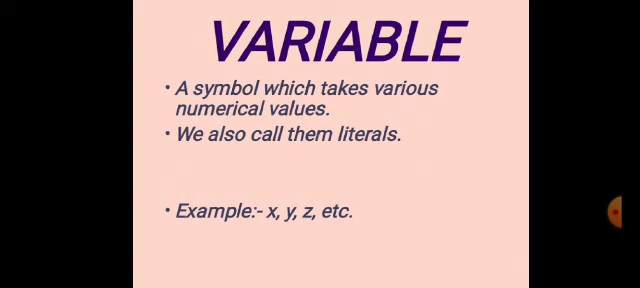 VARIABLE
• A symbol which takes various
numerical values.
• We also call them literals.
• Example:- x, y, z, etc.